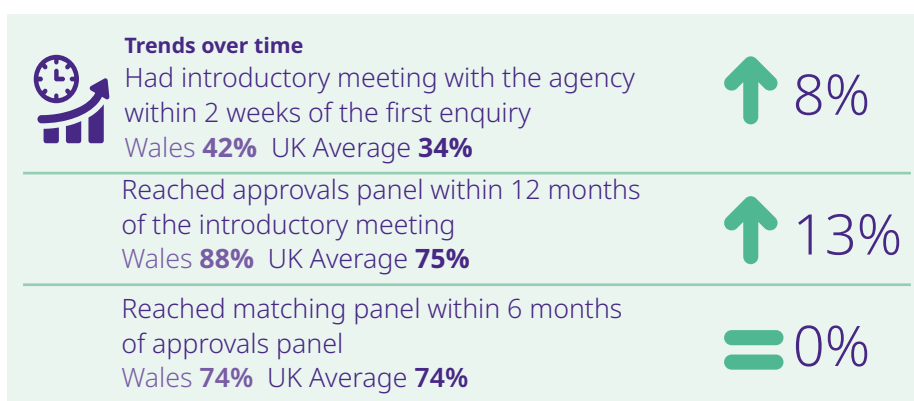 Trends over time
Had introductory meeting with the agency
within 2 weeks of the first enquiry
Wales 42% UK Average 34%
8%
Reached approvals panel within 12 months
of the introductory meeting
Wales 88% UK Average 75%
13%
Reached matching panel within 6 months
of approvals panel
Wales 74% UK Average 74%
0%